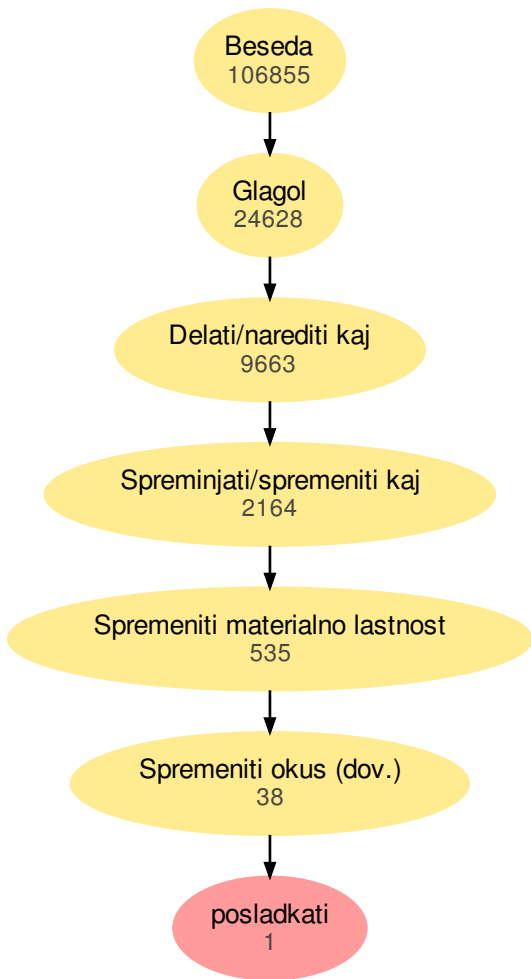 Beseda
106855
Glagol
24628
Delati/narediti kaj
9663
Spreminjati/spremeniti kaj
2164
Spremeniti materialno lastnost
535
Spremeniti okus (dov.)
38
posladkati
1